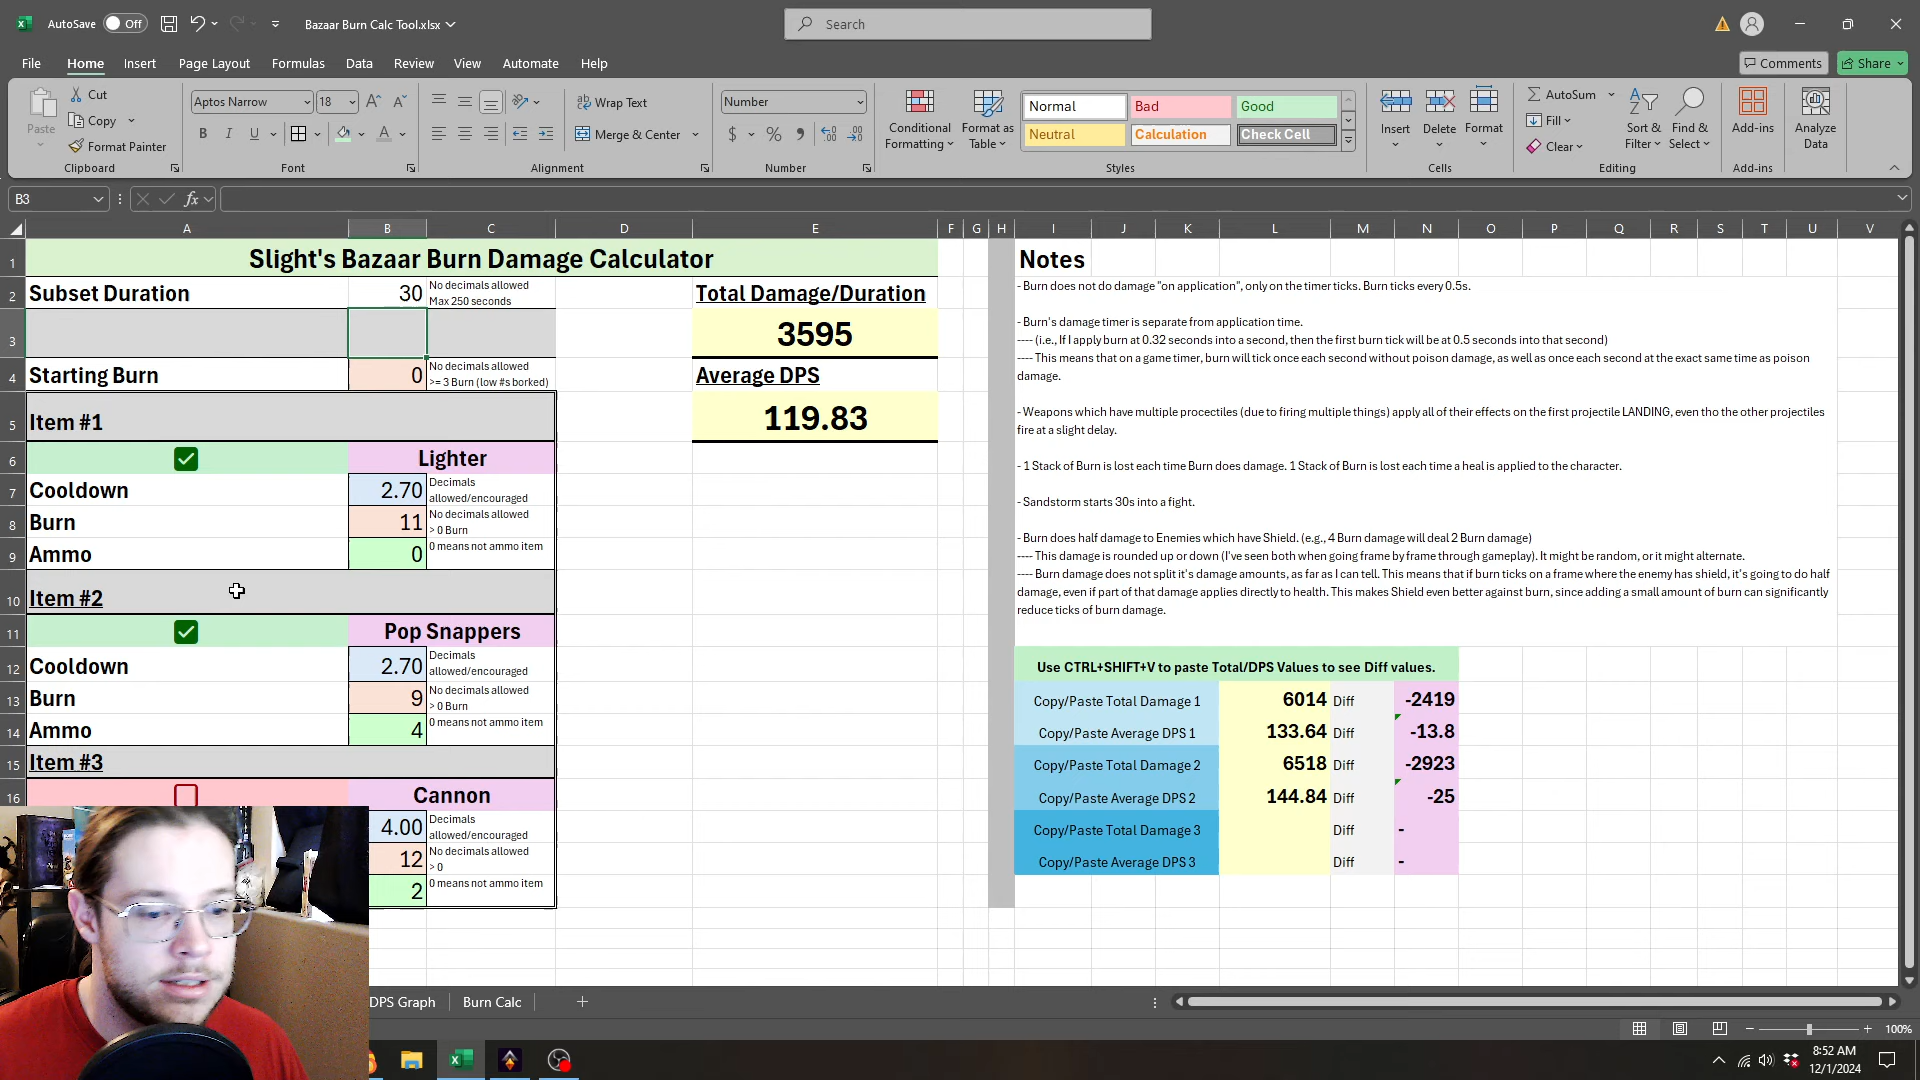 AutoSave Off
Bazaar Burn Calc Tool.xlsx
Search
File Home Insert Page Layout Formulas Data Review View Automate Help
Comments Share
Paste
Cut
Copy
Format Painter
Clipboard
Aptos Narrow 18
B I U
Font
Wrap Text
Merge & Center
Alignment
Number
$ % ,
Number
Conditional Formatting
Format as Table
Normal Bad Good
Neutral Calculation Check Cell
Styles
Insert Delete Format
Cells
AutoSum
Fill
Clear
Sort & Filter
Find & Select
Editing
Add-ins
Add-ins
Analyze Data
B3
fx
A B C D E F G H I J K L M N O P Q R S T U V
1 Slight's Bazaar Burn Damage Calculator
2 Subset Duration 30 No decimals allowed
Max 250 seconds
Total Damage/Duration
3 3595
4 Starting Burn 0 No decimals allowed
>= 3 Burn (low #s borked)
Average DPS
5 Item #1 119.83
6 Lighter
7 Cooldown 2.70 Decimals
allowed/encouraged
8 Burn 11 No decimals allowed
> 0 Burn
9 Ammo 0 0 means not ammo item
10 Item #2
11 Pop Snappers
12 Cooldown 2.70 Decimals
allowed/encouraged
13 Burn 9 No decimals allowed
> 0 Burn
14 Ammo 4 0 means not ammo item
15 Item #3
16 Cannon
4.00 Decimals
allowed/encouraged
12 No decimals allowed
> 0
2 0 means not ammo item
Notes
- Burn does not do damage "on application", only on the timer ticks. Burn ticks every 0.5s.
- Burn's damage timer is separate from application time.
---- (i.e., If I apply burn at 0.32 seconds into a second, then the first burn tick will be at 0.5 seconds into that second)
---- This means that on a game timer, burn will tick once each second without poison damage, as well as once each second at the exact same time as poison
damage.
- Weapons which have multiple procectiles (due to firing multiple things) apply all of their effects on the first projectile LANDING, even tho the other projectiles
fire at a slight delay.
- 1 Stack of Burn is lost each time Burn does damage. 1 Stack of Burn is lost each time a heal is applied to the character.
- Sandstorm starts 30s into a fight.
- Burn does half damage to Enemies which have Shield. (e.g., 4 Burn damage will deal 2 Burn damage)
---- This damage is rounded up or down (I've seen both when going frame by frame through gameplay). It might be random, or it might alternate.
---- Burn damage does not split it's damage amounts, as far as I can tell. This means that if burn ticks on a frame where the enemy has shield, it's going to do half
damage, even if part of that damage applies directly to health. This makes Shield even better against burn, since adding a small amount of burn can significantly
reduce ticks of burn damage.
Use CTRL+SHIFT+V to paste Total/DPS Values to see Diff values.
Copy/Paste Total Damage 1 6014 Diff -2419
Copy/Paste Average DPS 1 133.64 Diff -13.8
Copy/Paste Total Damage 2 6518 Diff -2923
Copy/Paste Average DPS 2 144.84 Diff -25
Copy/Paste Total Damage 3 Diff -
Copy/Paste Average DPS 3 Diff -
DPS Graph Burn Calc +
100%
8:52 AM
12/1/2024